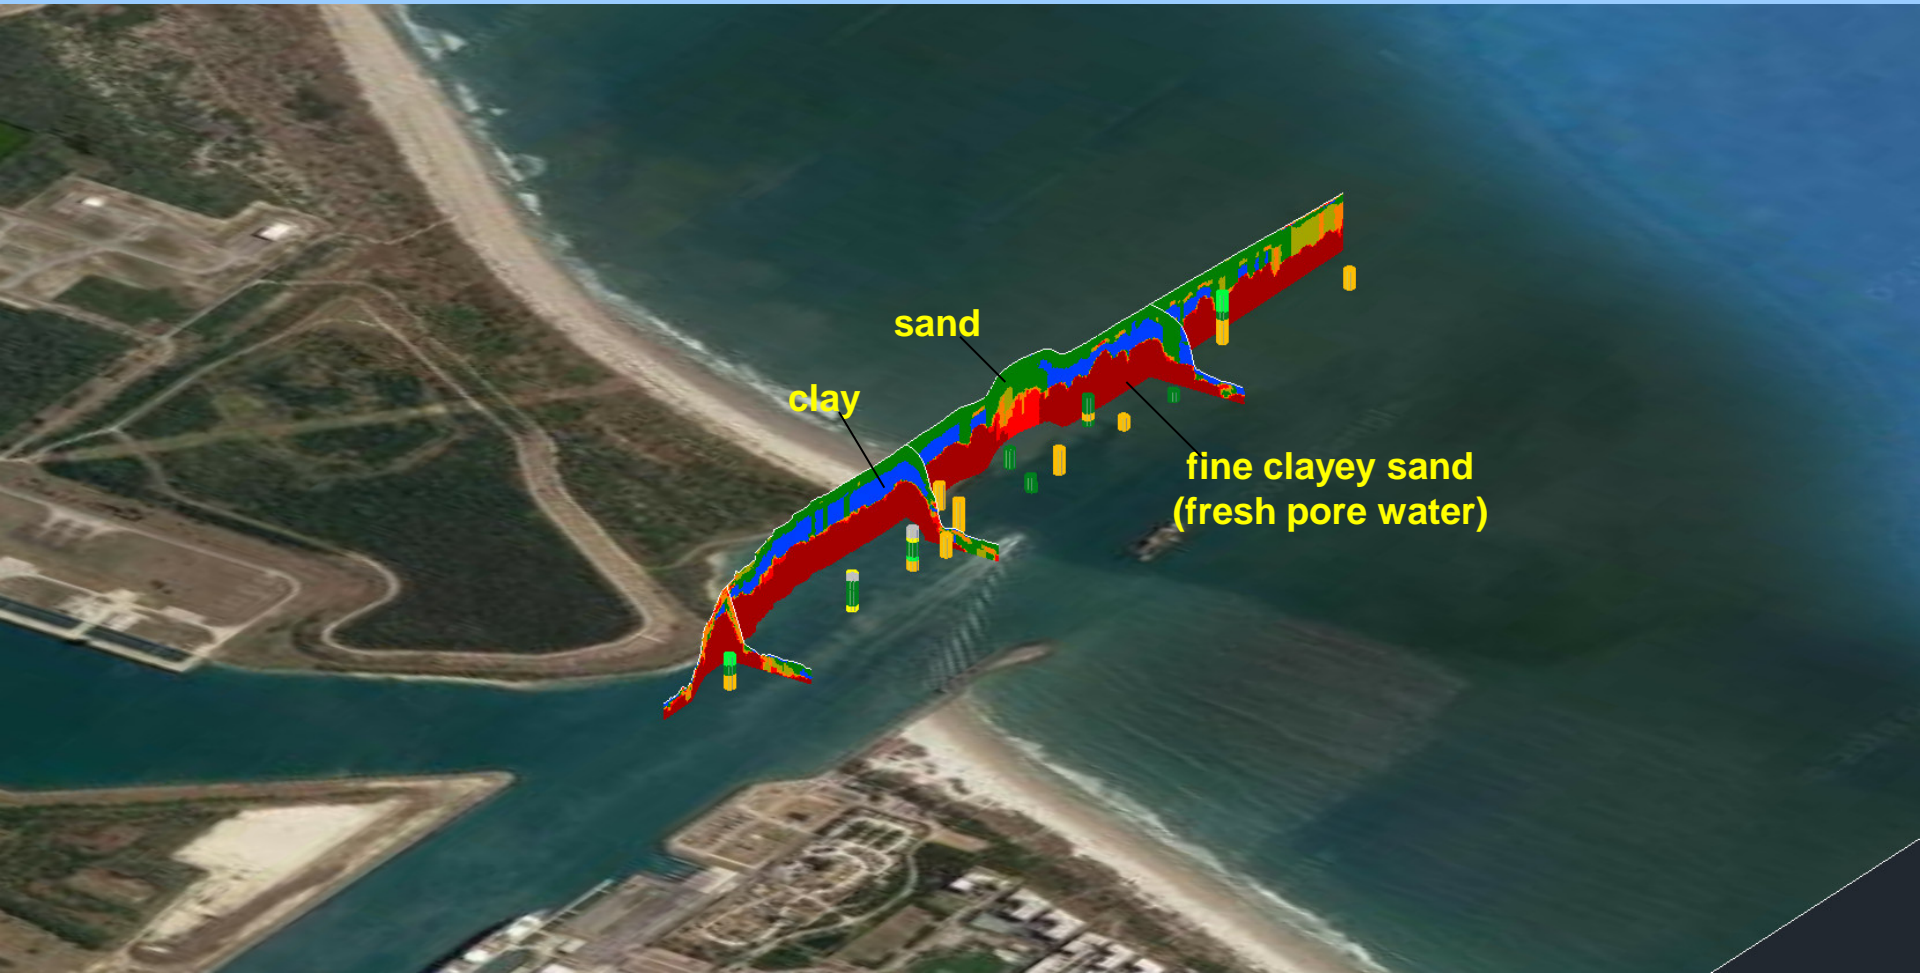 sand
clay
fine clayey sand
(fresh pore water)